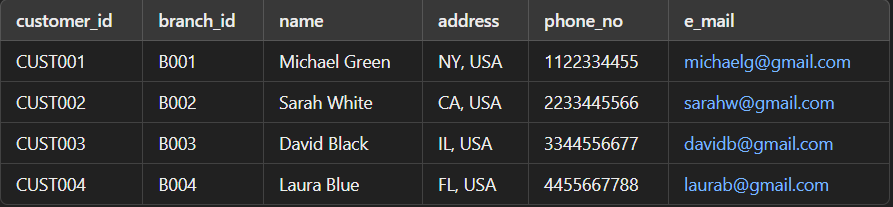 customer_id branch_id name address phone_no e_mail
CUST001 B001 Michael Green NY, USA 1122334455 michaelg@gmail.com
CUST002 B002 Sarah White CA, USA 2233445566 sarahw@gmail.com
CUST003 B003 David Black IL, USA 3344556677 davidb@gmail.com
CUST004 B004 Laura Blue FL, USA 4455667788 laurab@gmail.com